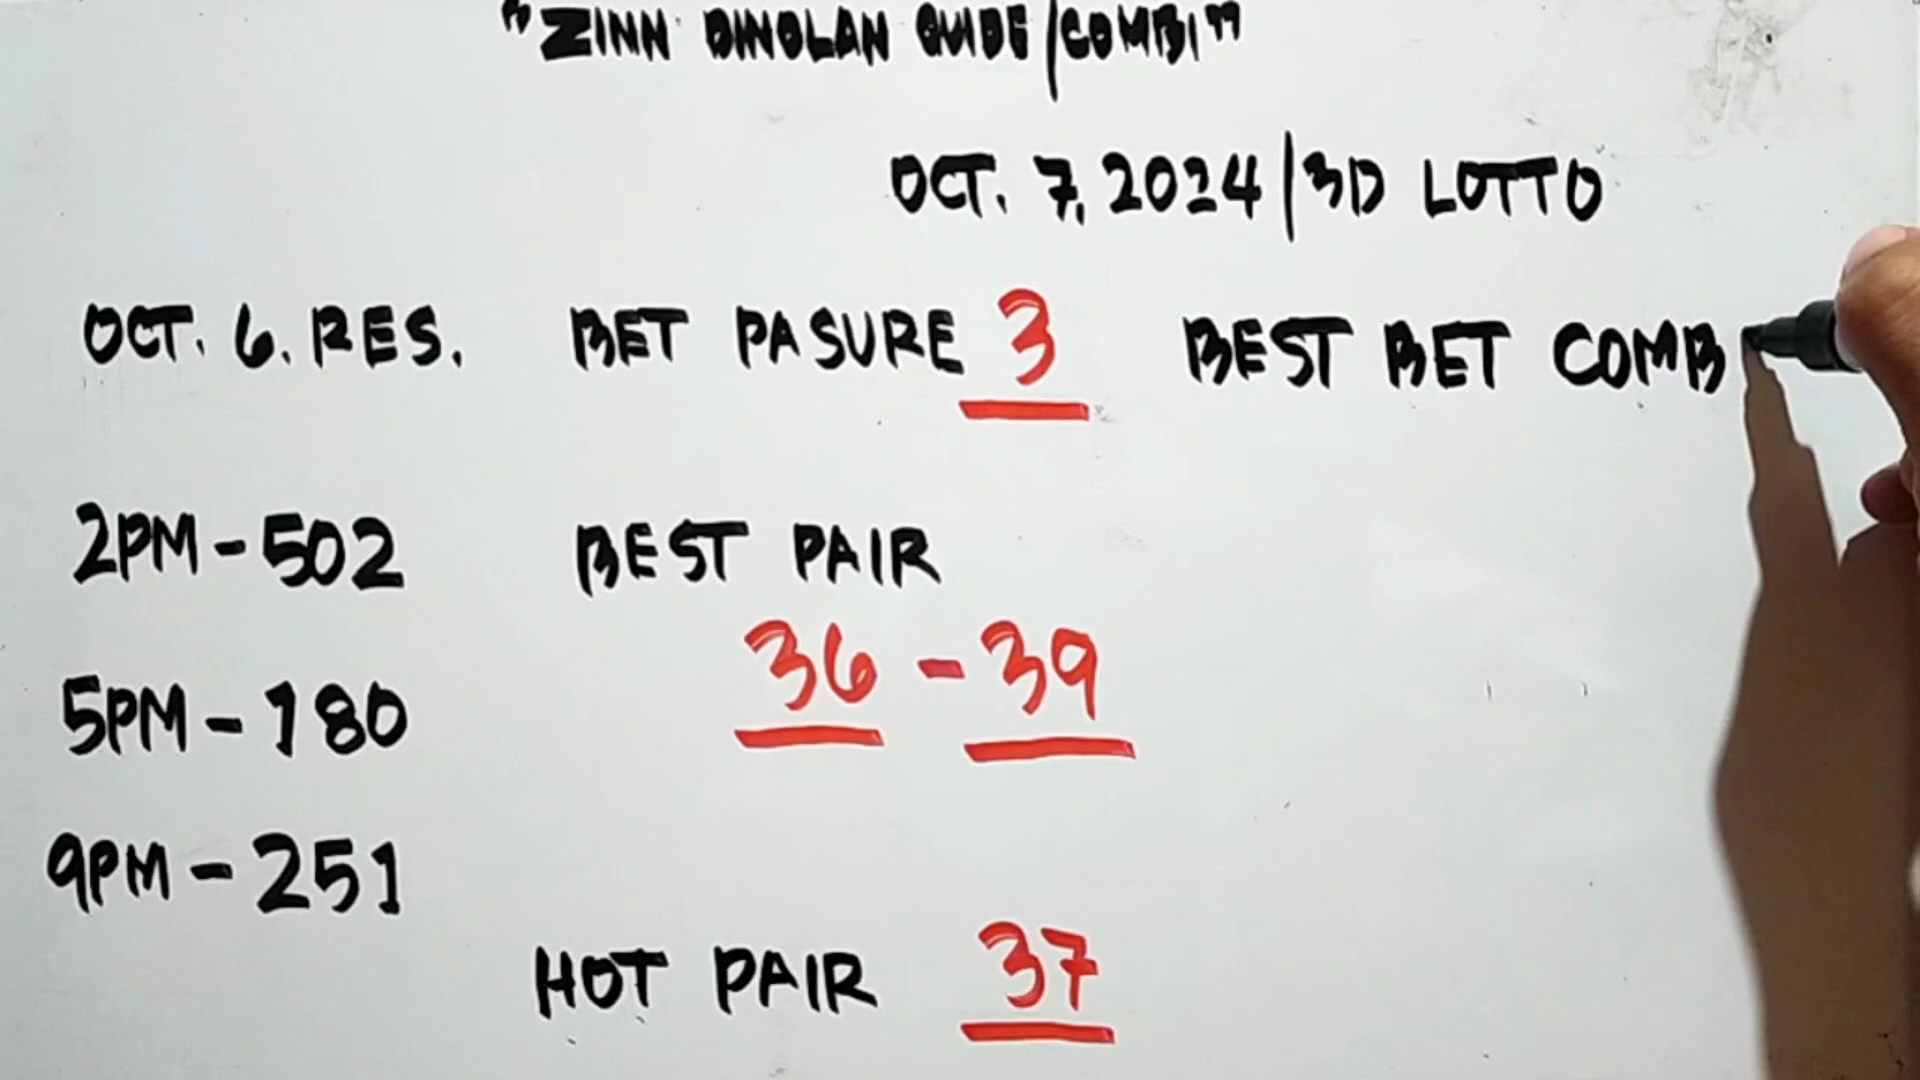 "ZINN DINOLAN GUIDE/COMBI"
OCT. 7, 2024/3D LOTTO
OCT. 6. RES.
2PM-502
5PM-180
9PM-251
BET PASURE 3
BEST PAIR
36-39
HOT PAIR 37
BEST BET COMB